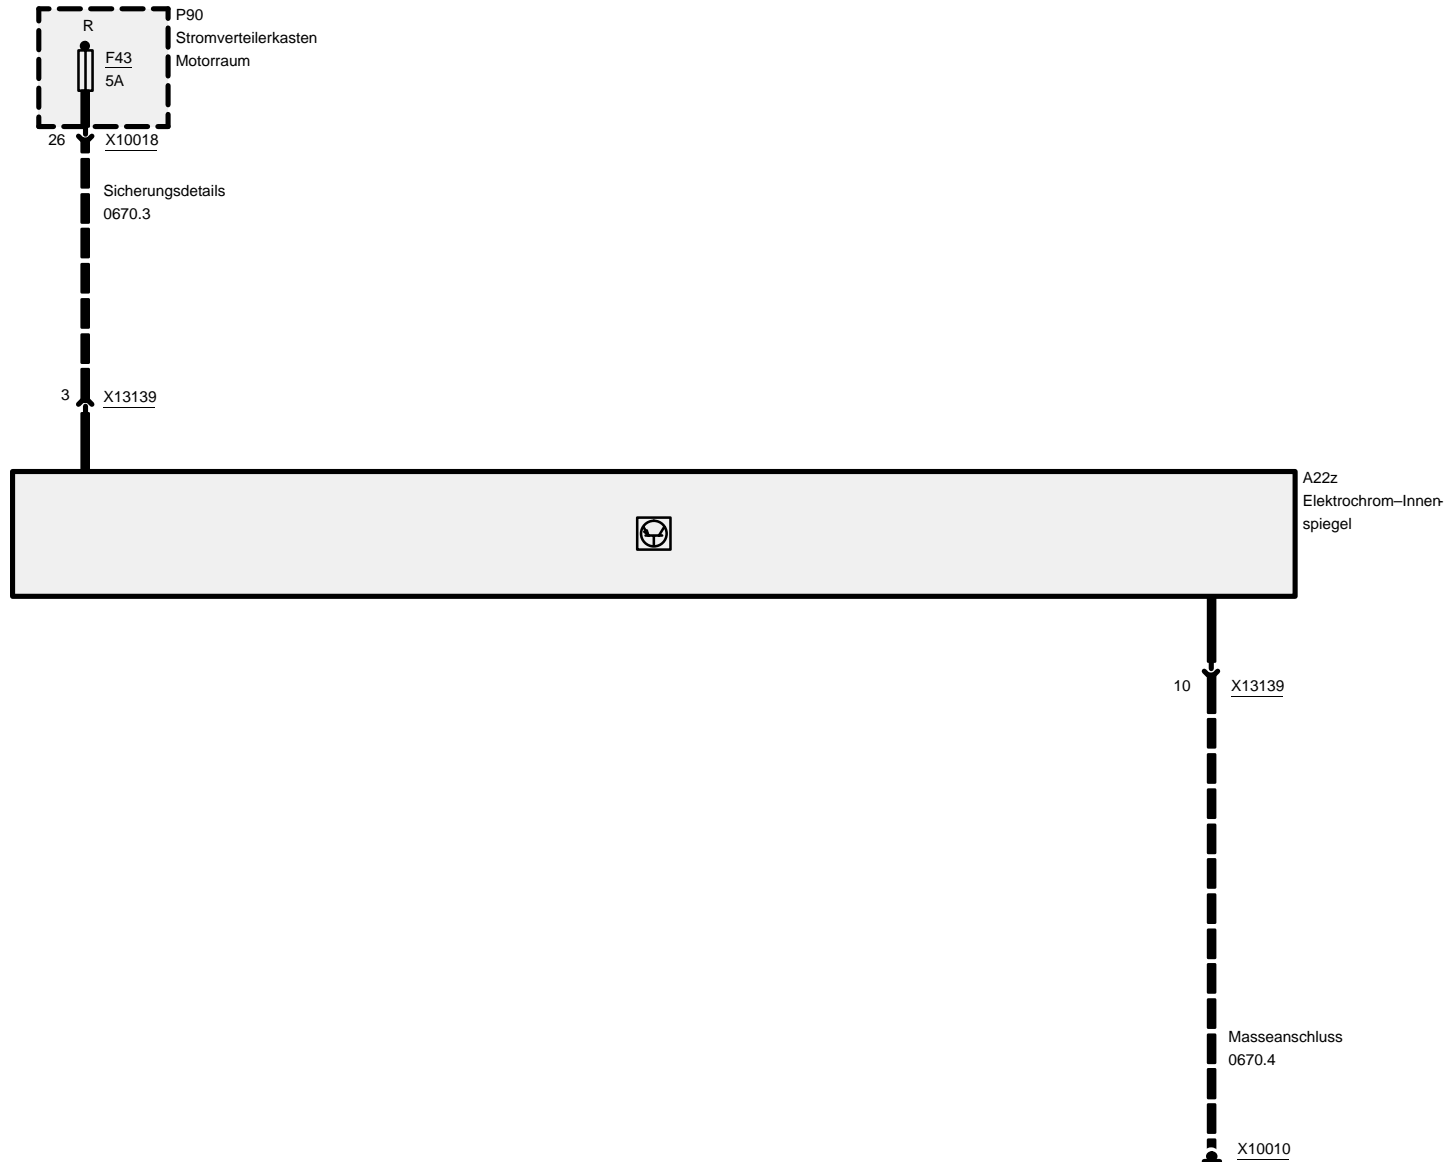 R
P90
Stromverteilerkasten
Motorraum
F43
5A
26
X10018
Sicherungsdetails
0670.3
3
X13139
A22z
Elektrochrom–Innen-
spiegel
10
X13139
Masseanschluss
0670.4
X10010